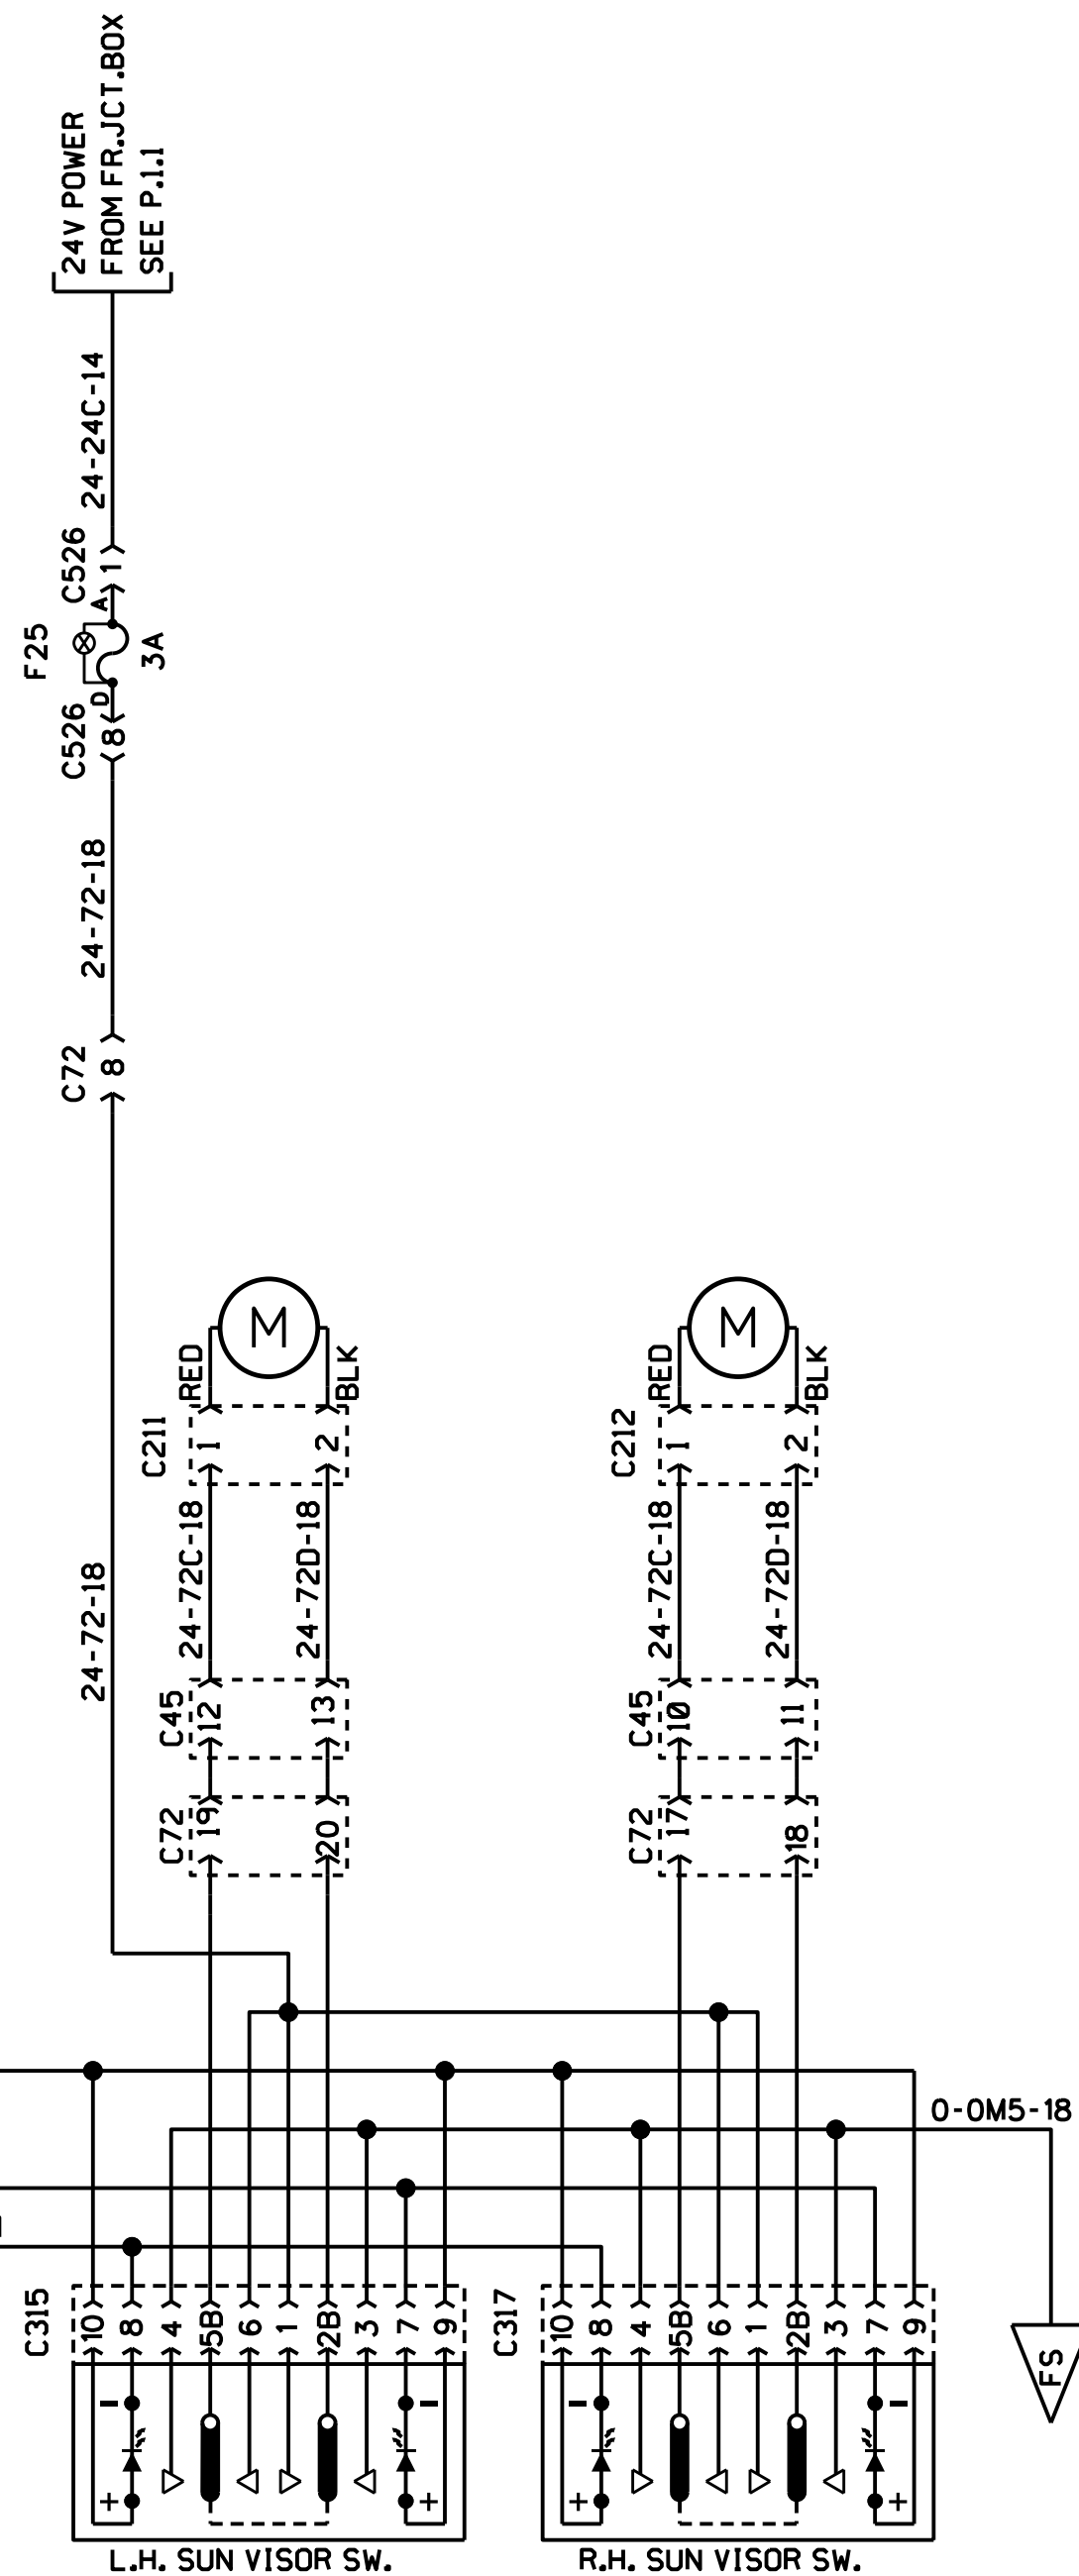 24V POWER
FROM FR.JCT.BOX
SEE P.1.1
24-24C-14
C526
1
A
F25
3A
D
C526
8
24-72-18
C72
8
24-72-18
M
M
RED
BLK
RED
BLK
C211
1
2
C212
1
2
24-72C-18
24-72D-18
24-72C-18
24-72D-18
C45
12
13
C45
10
11
C72
19
20
C72
17
18
0-0M5-18
C315
10
8
4
5B
6
1
2B
3
7
9
C317
10
8
4
5B
6
1
2B
3
7
9
FS
- -
+ +
- -
+ +
L.H. SUN VISOR SW.
R.H. SUN VISOR SW.